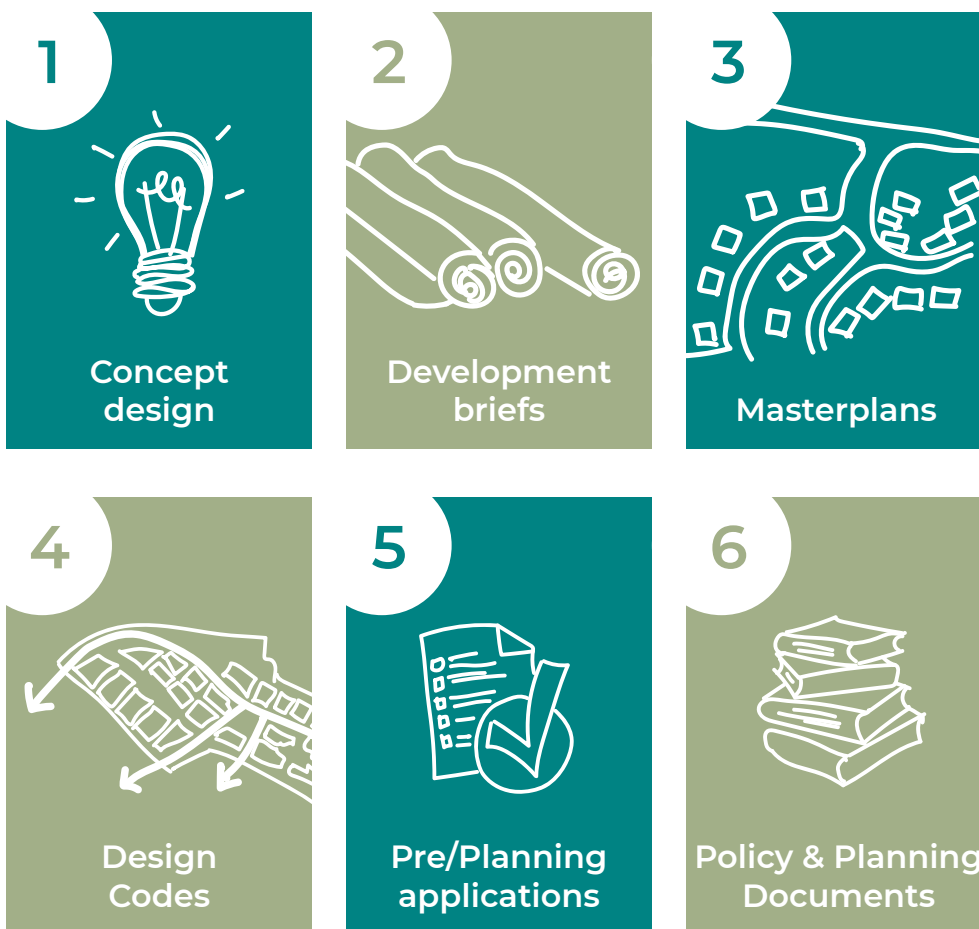 1
Concept
design
2
Development
briefs
3
Masterplans
4
Design
Codes
5
Pre/Planning
applications
6
Policy & Planning
Documents